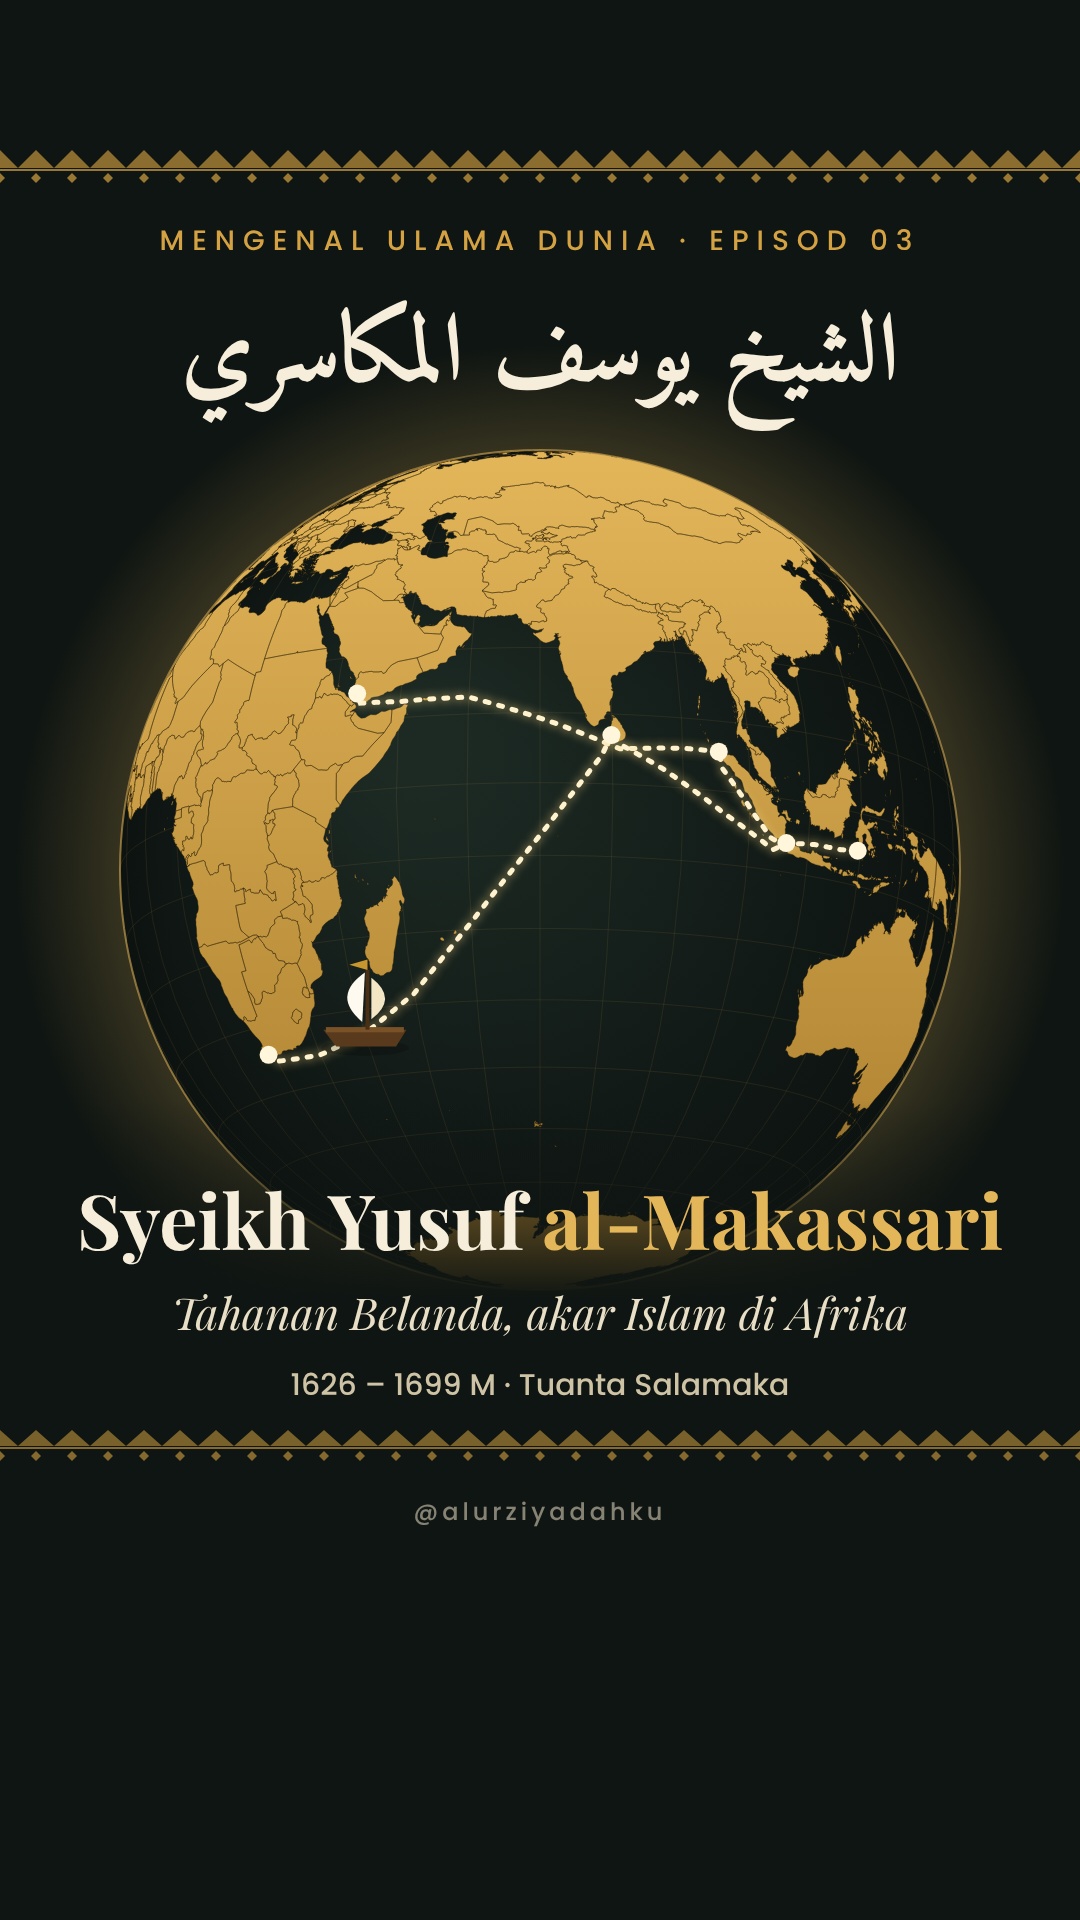 MENGENAL ULAMA DUNIA · EPISOD 03
الشيخ يوسف المكاسري
Syeikh Yusuf al-Makassari
Tahanan Belanda, akar Islam di Afrika
1626 – 1699 M · Tuanta Salamaka
@alurziyadahku